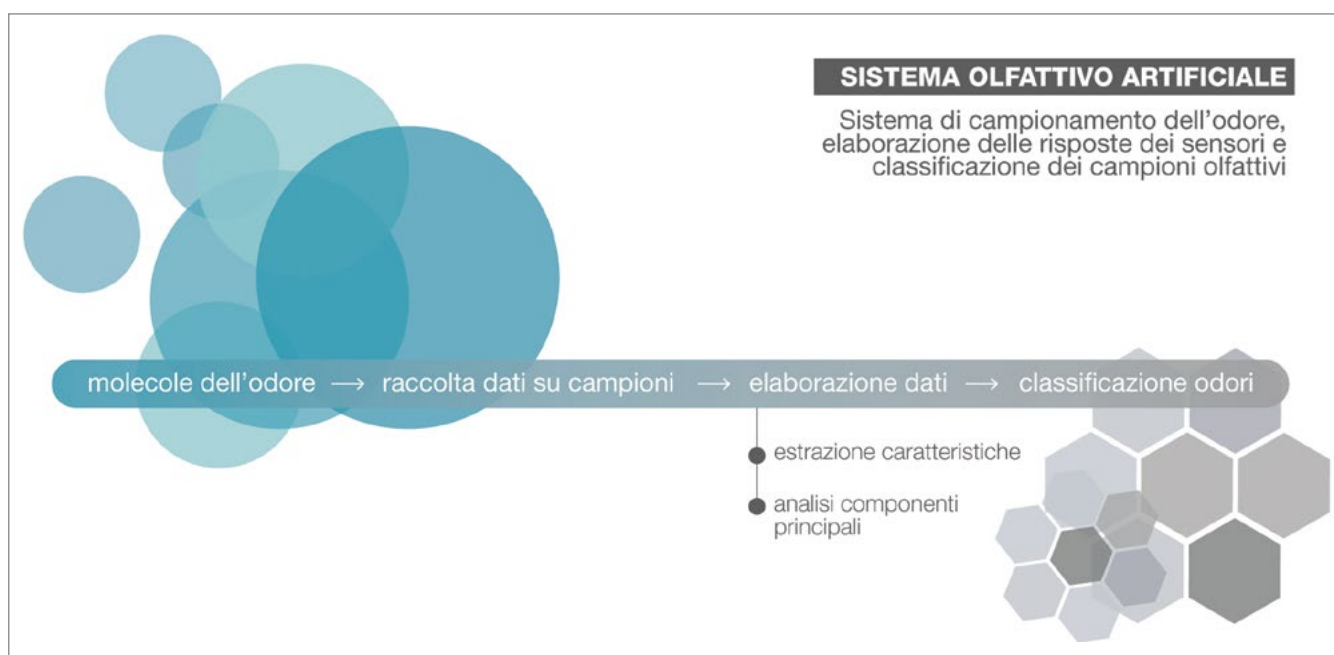 SISTEMA OLFATTIVO ARTIFICIALE
Sistema di campionamento dell'odore,
elaborazione delle risposte dei sensori e
classificazione dei campioni olfattivi
molecole dell'odore → raccolta dati su campioni → elaborazione dati → classificazione odori
estrazione caratteristiche
analisi componenti
principali